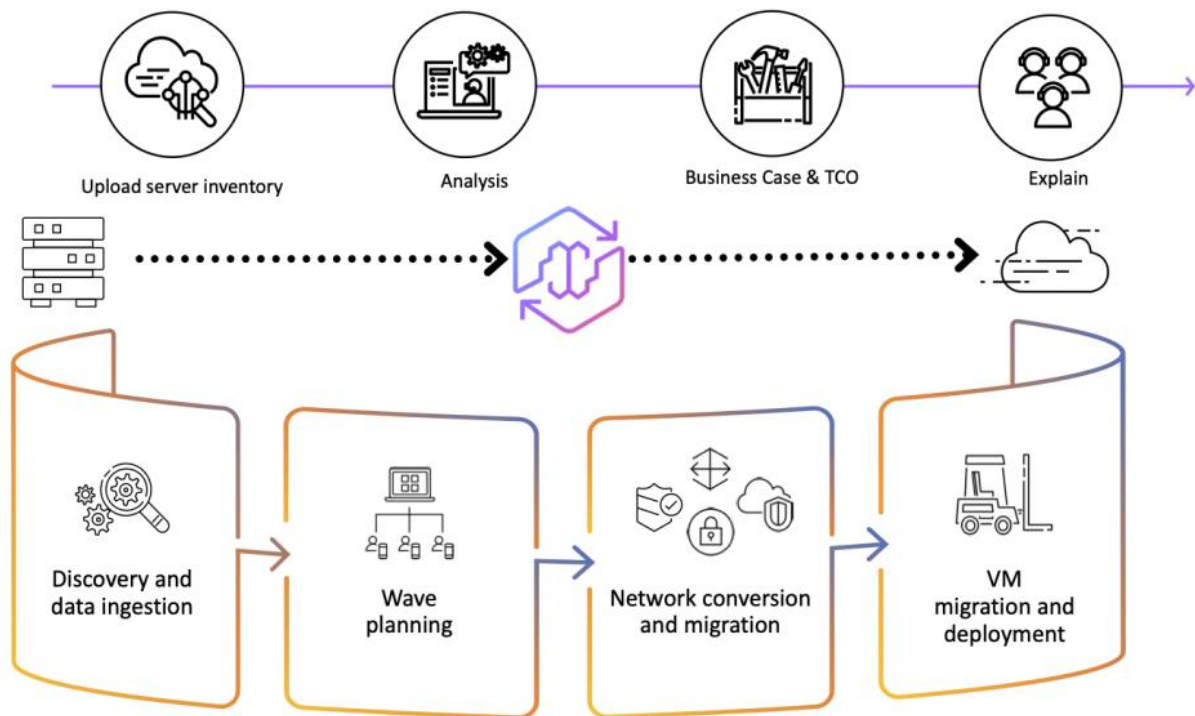 Upload server inventory
Analysis
Business Case & TCO
Explain
Discovery and
data ingestion
Wave
planning
Network conversion
and migration
VM
migration and
deployment